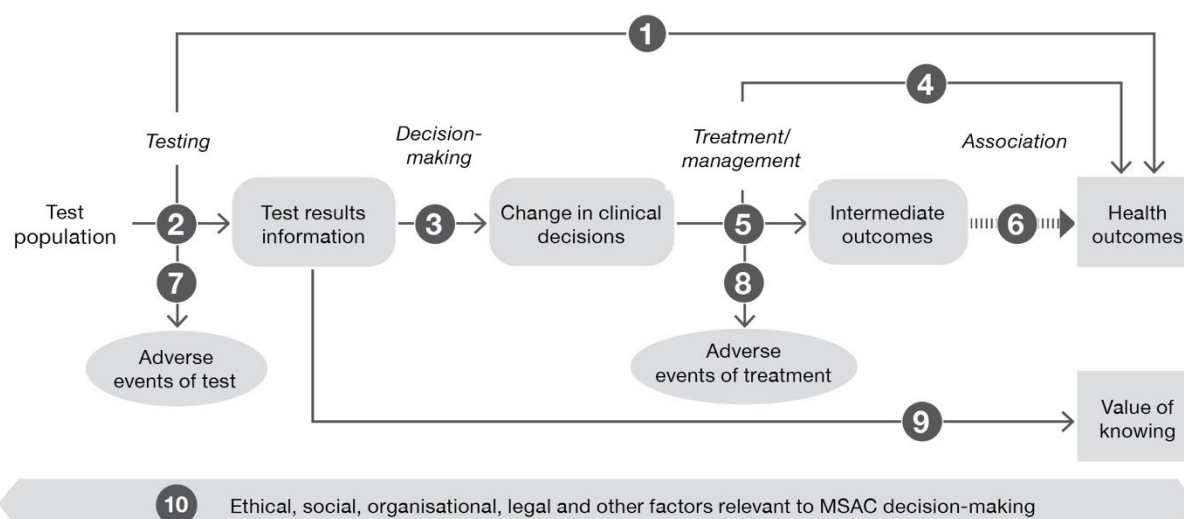 1
4
Testing
Decision-
making
Treatment/
management
Association
Test
population
2
Test results
information
3
Change in clinical
decisions
5
Intermediate
outcomes
6
Health
outcomes
7
8
Adverse
events of test
Adverse
events of treatment
9
Value of
knowing
10 Ethical, social, organisational, legal and other factors relevant to MSAC decision-making